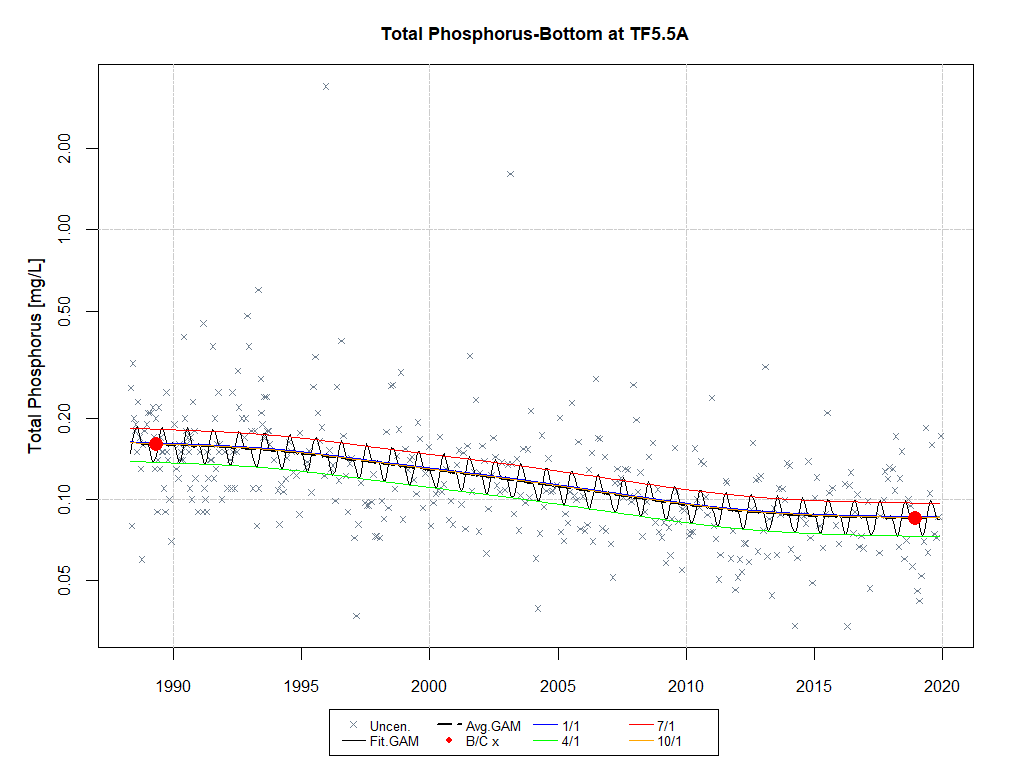 Total Phosphorus-Bottom at TF5.5A
Total Phosphorus [mg/L]
2.00
1.00
0.50
0.20
0.10
0.05
1990 1995 2000 2005 2010 2015 2020
Uncen. Avg.GAM 1/1 7/1
Fit.GAM B/C x 4/1 10/1